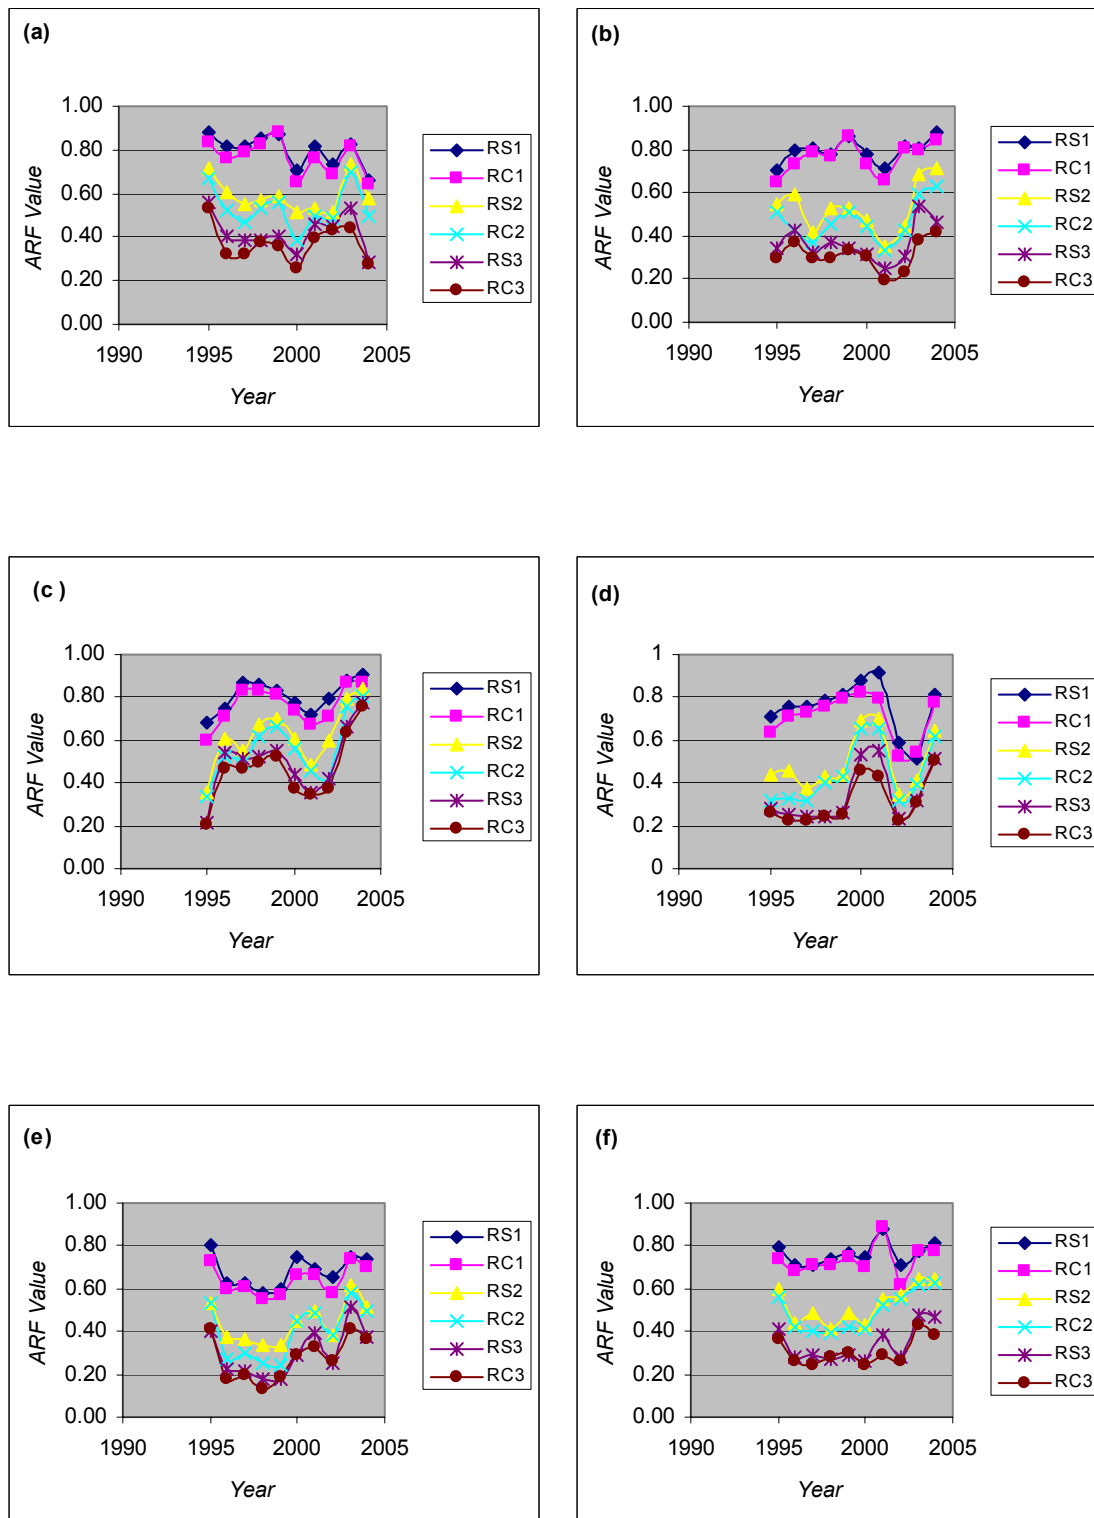 (a)
1.00
0.80
0.60
0.40
0.20
0.00
1990 1995 2000 2005
ARF Value
Year
RS1
RC1
RS2
RC2
RS3
RC3
(b)
1.00
0.80
0.60
0.40
0.20
0.00
1990 1995 2000 2005
ARF Value
Year
RS1
RC1
RS2
RC2
RS3
RC3
(c )
1.00
0.80
0.60
0.40
0.20
0.00
1990 1995 2000 2005
ARF Value
Year
RS1
RC1
RS2
RC2
RS3
RC3
(d)
1
0.8
0.6
0.4
0.2
0
1990 1995 2000 2005
ARF Value
Year
RS1
RC1
RS2
RC2
RS3
RC3
(e)
1.00
0.80
0.60
0.40
0.20
0.00
1990 1995 2000 2005
ARF Value
Year
RS1
RC1
RS2
RC2
RS3
RC3
(f)
1.00
0.80
0.60
0.40
0.20
0.00
1990 1995 2000 2005
ARF Value
Year
RS1
RC1
RS2
RC2
RS3
RC3